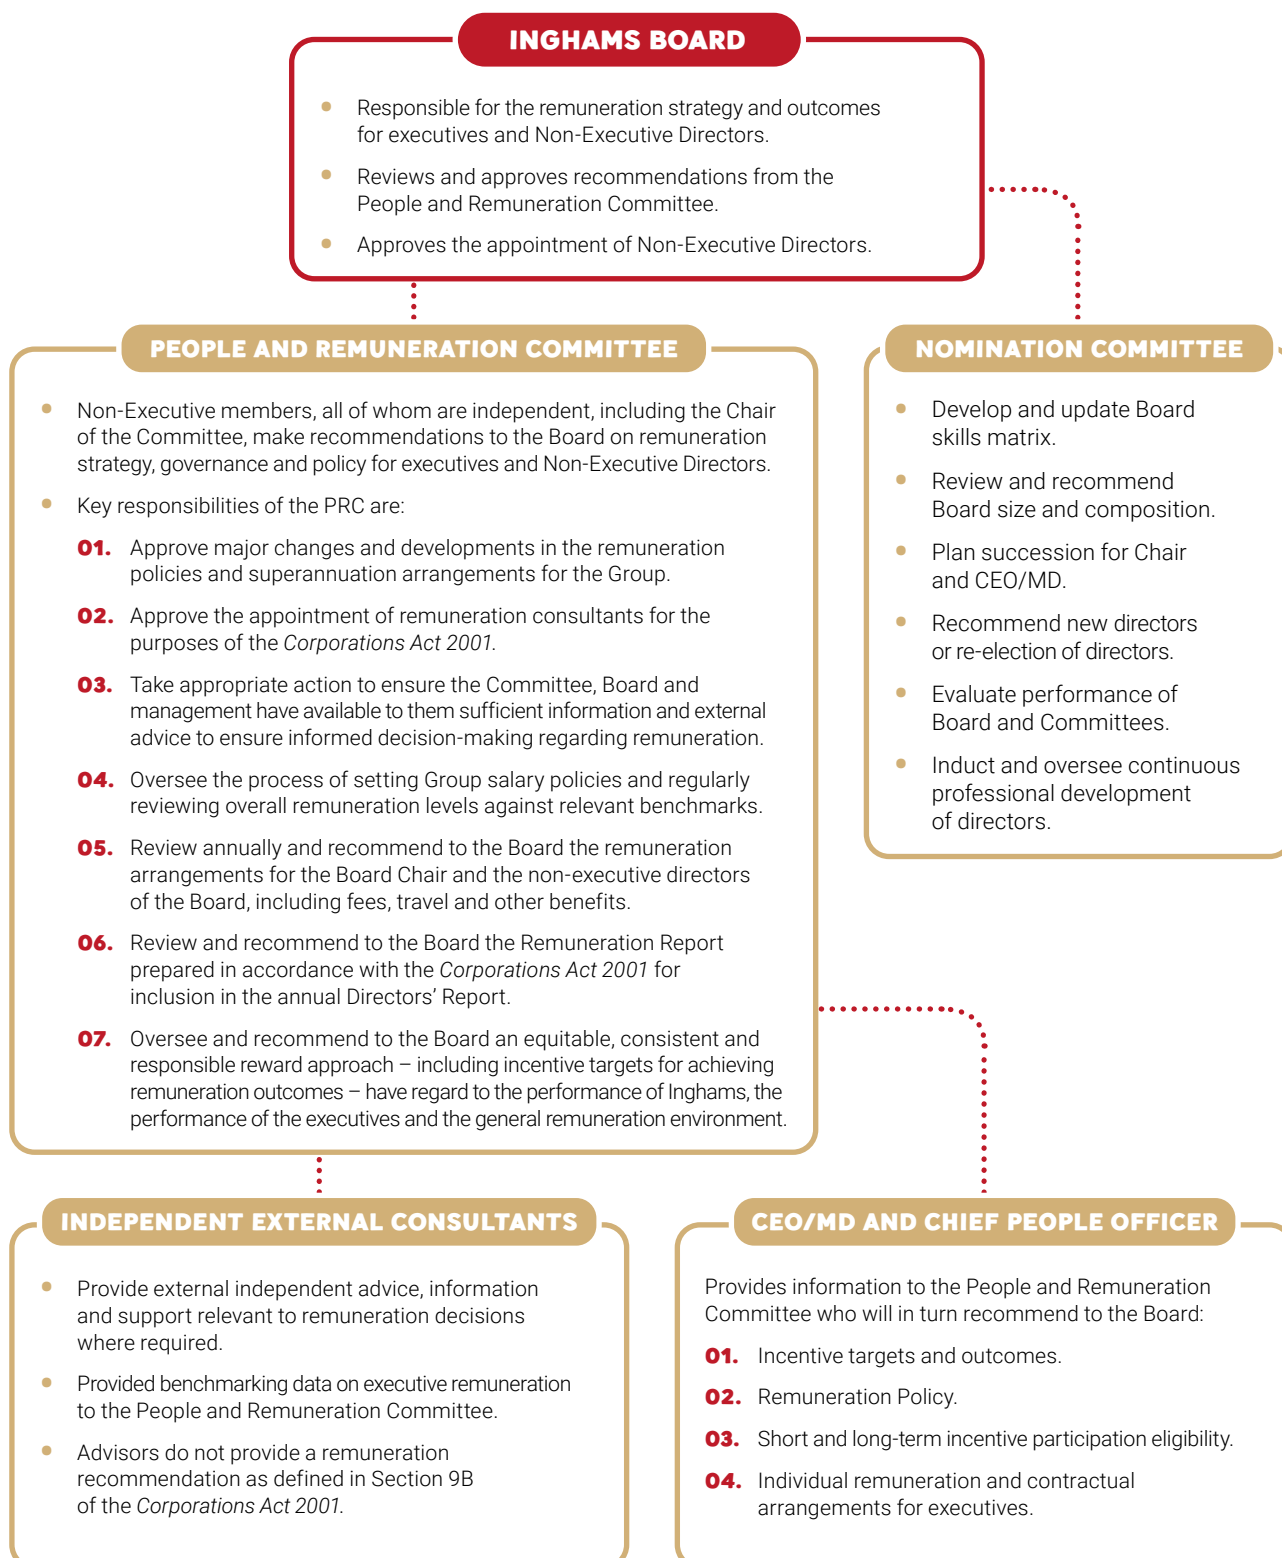 INGHAMS BOARD
• Responsible for the remuneration strategy and outcomes
for executives and Non-Executive Directors.
• Reviews and approves recommendations from the
People and Remuneration Committee.
• Approves the appointment of Non-Executive Directors.
PEOPLE AND REMUNERATION COMMITTEE
• Non-Executive members, all of whom are independent, including the Chair
of the Committee, make recommendations to the Board on remuneration
strategy, governance and policy for executives and Non-Executive Directors.
• Key responsibilities of the PRC are:
01. Approve major changes and developments in the remuneration
policies and superannuation arrangements for the Group.
02. Approve the appointment of remuneration consultants for the
purposes of the Corporations Act 2001.
03. Take appropriate action to ensure the Committee, Board and
management have available to them sufficient information and external
advice to ensure informed decision-making regarding remuneration.
04. Oversee the process of setting Group salary policies and regularly
reviewing overall remuneration levels against relevant benchmarks.
05. Review annually and recommend to the Board the remuneration
arrangements for the Board Chair and the non-executive directors
of the Board, including fees, travel and other benefits.
06. Review and recommend to the Board the Remuneration Report
prepared in accordance with the Corporations Act 2001 for
inclusion in the annual Directors' Report.
07. Oversee and recommend to the Board an equitable, consistent and
responsible reward approach – including incentive targets for achieving
remuneration outcomes – have regard to the performance of Inghams, the
performance of the executives and the general remuneration environment.
NOMINATION COMMITTEE
• Develop and update Board
skills matrix.
• Review and recommend
Board size and composition.
• Plan succession for Chair
and CEO/MD.
• Recommend new directors
or re-election of directors.
• Evaluate performance of
Board and Committees.
• Induct and oversee continuous
professional development
of directors.
INDEPENDENT EXTERNAL CONSULTANTS
• Provide external independent advice, information
and support relevant to remuneration decisions
where required.
• Provided benchmarking data on executive remuneration
to the People and Remuneration Committee.
• Advisors do not provide a remuneration
recommendation as defined in Section 9B
of the Corporations Act 2001.
CEO/MD AND CHIEF PEOPLE OFFICER
Provides information to the People and Remuneration
Committee who will in turn recommend to the Board:
01. Incentive targets and outcomes.
02. Remuneration Policy.
03. Short and long-term incentive participation eligibility.
04. Individual remuneration and contractual
arrangements for executives.